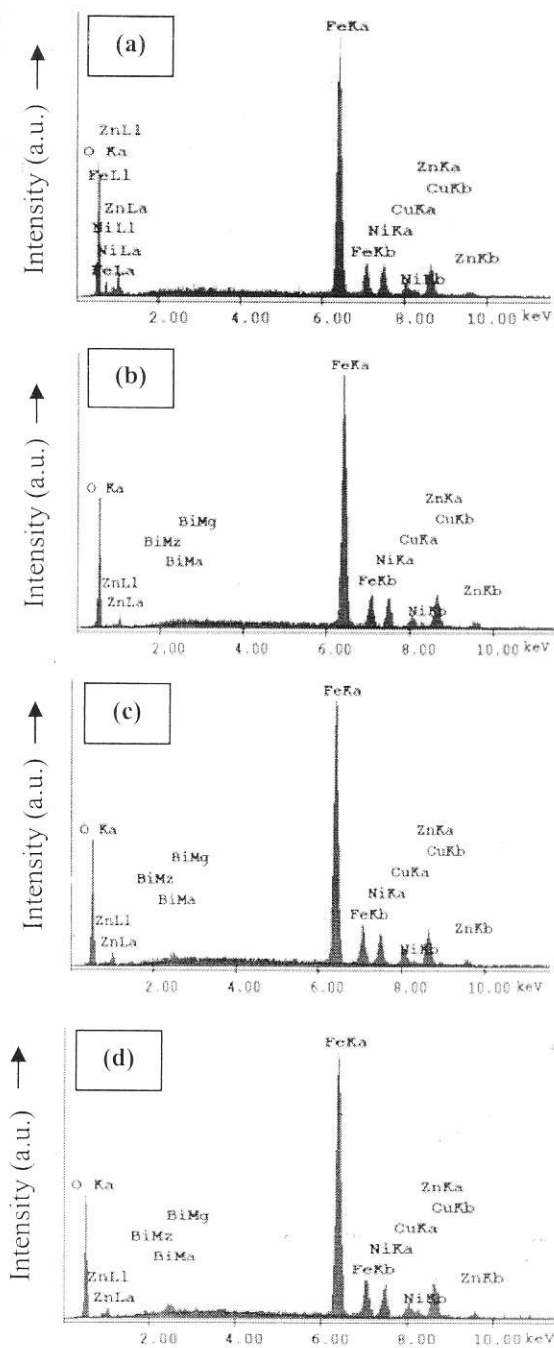 (a)
FeKa
Intensity (a.u.)
ZnLl
O Ka
FeLl
ZnLa
NiLl
NiLa
FeLa
ZnKa
CuKb
CuKa
NiKa
FeKb
NiKb
ZnKb
2.00 4.00 6.00 8.00 10.00 keV
(b)
FeKa
Intensity (a.u.)
O Ka
BiMg
BiMz
BiMa
ZnLl
ZnLa
ZnKa
CuKb
CuKa
NiKa
FeKb
NiKb
ZnKb
2.00 4.00 6.00 8.00 10.00 keV
(c)
FeKa
Intensity (a.u.)
O Ka
BiMg
BiMz
BiMa
ZnLl
ZnLa
ZnKa
CuKb
CuKa
NiKa
FeKb
NiKb
ZnKb
2.00 4.00 6.00 8.00 10.00 keV
(d)
FeKa
Intensity (a.u.)
O Ka
BiMg
BiMz
BiMa
ZnLl
ZnLa
ZnKa
CuKb
CuKa
NiKa
FeKb
NiKb
ZnKb
2.00 4.00 6.00 8.00 10.00 keV